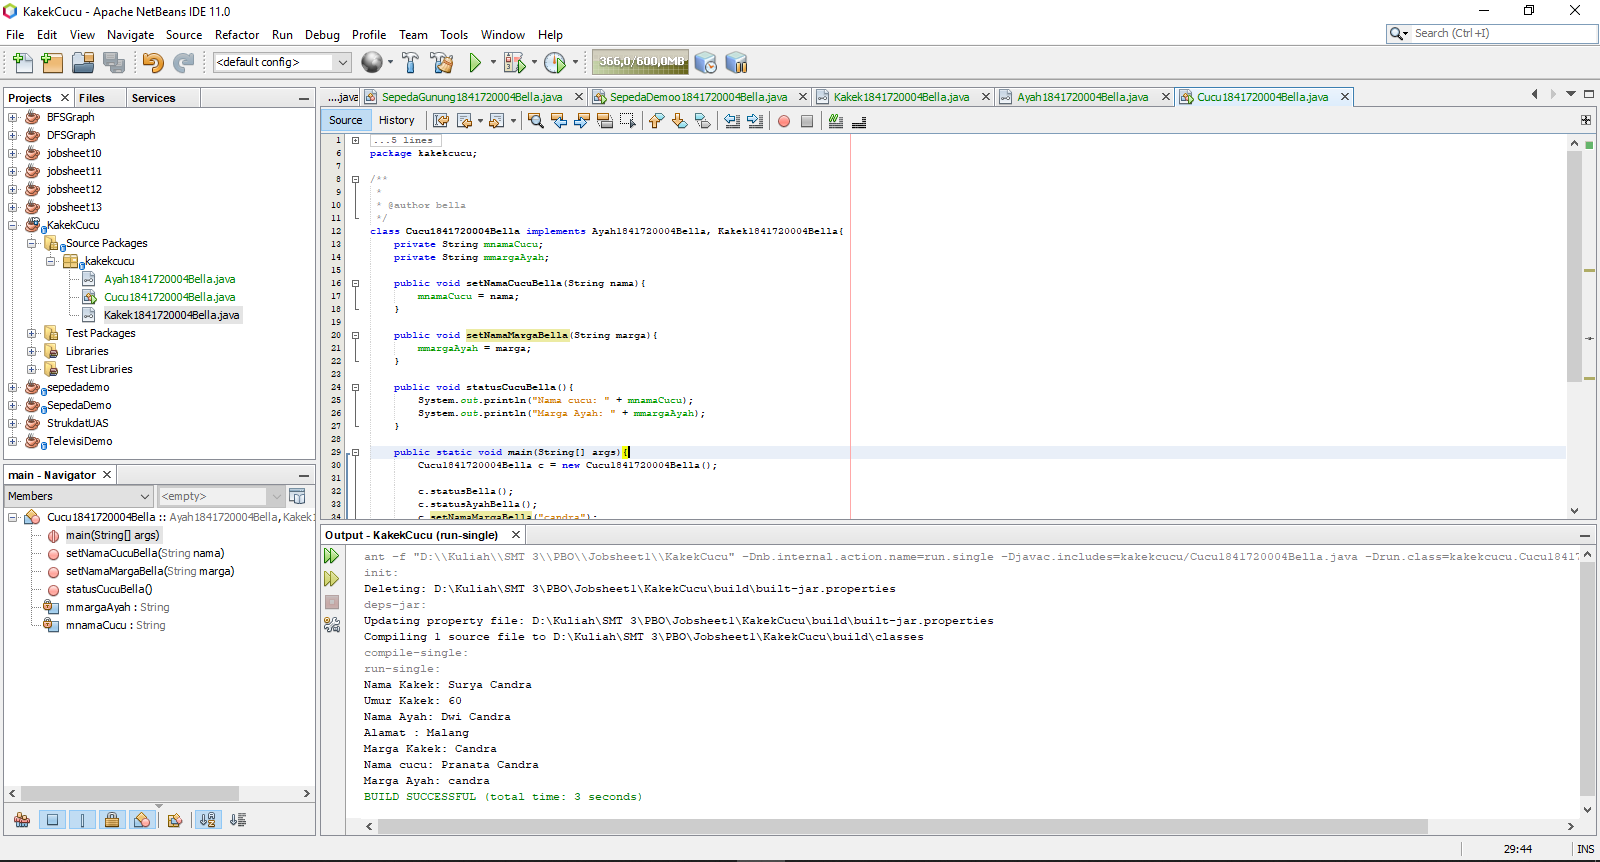 KakekCucu - Apache NetBeans IDE 11.0
File Edit View Navigate Source Refactor Run Debug Profile Team Tools Window Help
Search (Ctrl+I)
<default config>
366,0/600,0MB
Projects Files Services
BFSGraph
DFSGraph
jobsheet10
jobsheet11
jobsheet12
jobsheet13
KakekCucu
Source Packages
kakekcucu
Ayah1841720004Bella.java
Cucu1841720004Bella.java
Kakek1841720004Bella.java
Test Packages
Libraries
Test Libraries
sepedademo
SepedaDemo
StrukdatUAS
TelevisiDemo
main - Navigator
Members <empty>
Cucu1841720004Bella :: Ayah1841720004Bella, Kakek1
main(String[] args)
setNamaCucuBella(String nama)
setNamaMargaBella(String marga)
statusCucuBella()
mmargaAyah : String
mnamaCucu : String
....java SepedaGunung1841720004Bella.java SepedaDemoo1841720004Bella.java Kakek1841720004Bella.java Ayah1841720004Bella.java Cucu1841720004Bella.java
Source History
1 ...5 lines
6 package kakekcucu;
7
8 /**
9 *
10 * @author bella
11 */
12 class Cucu1841720004Bella implements Ayah1841720004Bella, Kakek1841720004Bella{
13 private String mnamaCucu;
14 private String mmargaAyah;
15
16 public void setNamaCucuBella(String nama){
17 mnamaCucu = nama;
18 }
19
20 public void setNamaMargaBella(String marga){
21 mmargaAyah = marga;
22 }
23
24 public void statusCucuBella(){
25 System.out.println("Nama cucu: " + mnamaCucu);
26 System.out.println("Marga Ayah: " + mmargaAyah);
27 }
28
29 public static void main(String[] args){
30 Cucu1841720004Bella c = new Cucu1841720004Bella();
31
32 c.statusBella();
33 c.statusAyahBella();
34 c.setNamaMargaBella("candra");
Output - KakekCucu (run-single)
ant -f "D:\\Kuliah\\SMT 3\\PBO\\Jobsheet1\\KakekCucu" -Dnb.internal.action.name=run.single -Djavac.includes=kakekcucu/Cucu1841720004Bella.java -Drun.class=kakekcucu.Cucu18417
init:
Deleting: D:\Kuliah\SMT 3\PBO\Jobsheet1\KakekCucu\build\built-jar.properties
deps-jar:
Updating property file: D:\Kuliah\SMT 3\PBO\Jobsheet1\KakekCucu\build\built-jar.properties
Compiling 1 source file to D:\Kuliah\SMT 3\PBO\Jobsheet1\KakekCucu\build\classes
compile-single:
run-single:
Nama Kakek: Surya Candra
Umur Kakek: 60
Nama Ayah: Dwi Candra
Alamat : Malang
Marga Kakek: Candra
Nama cucu: Pranata Candra
Marga Ayah: candra
BUILD SUCCESSFUL (total time: 3 seconds)
29:44 INS